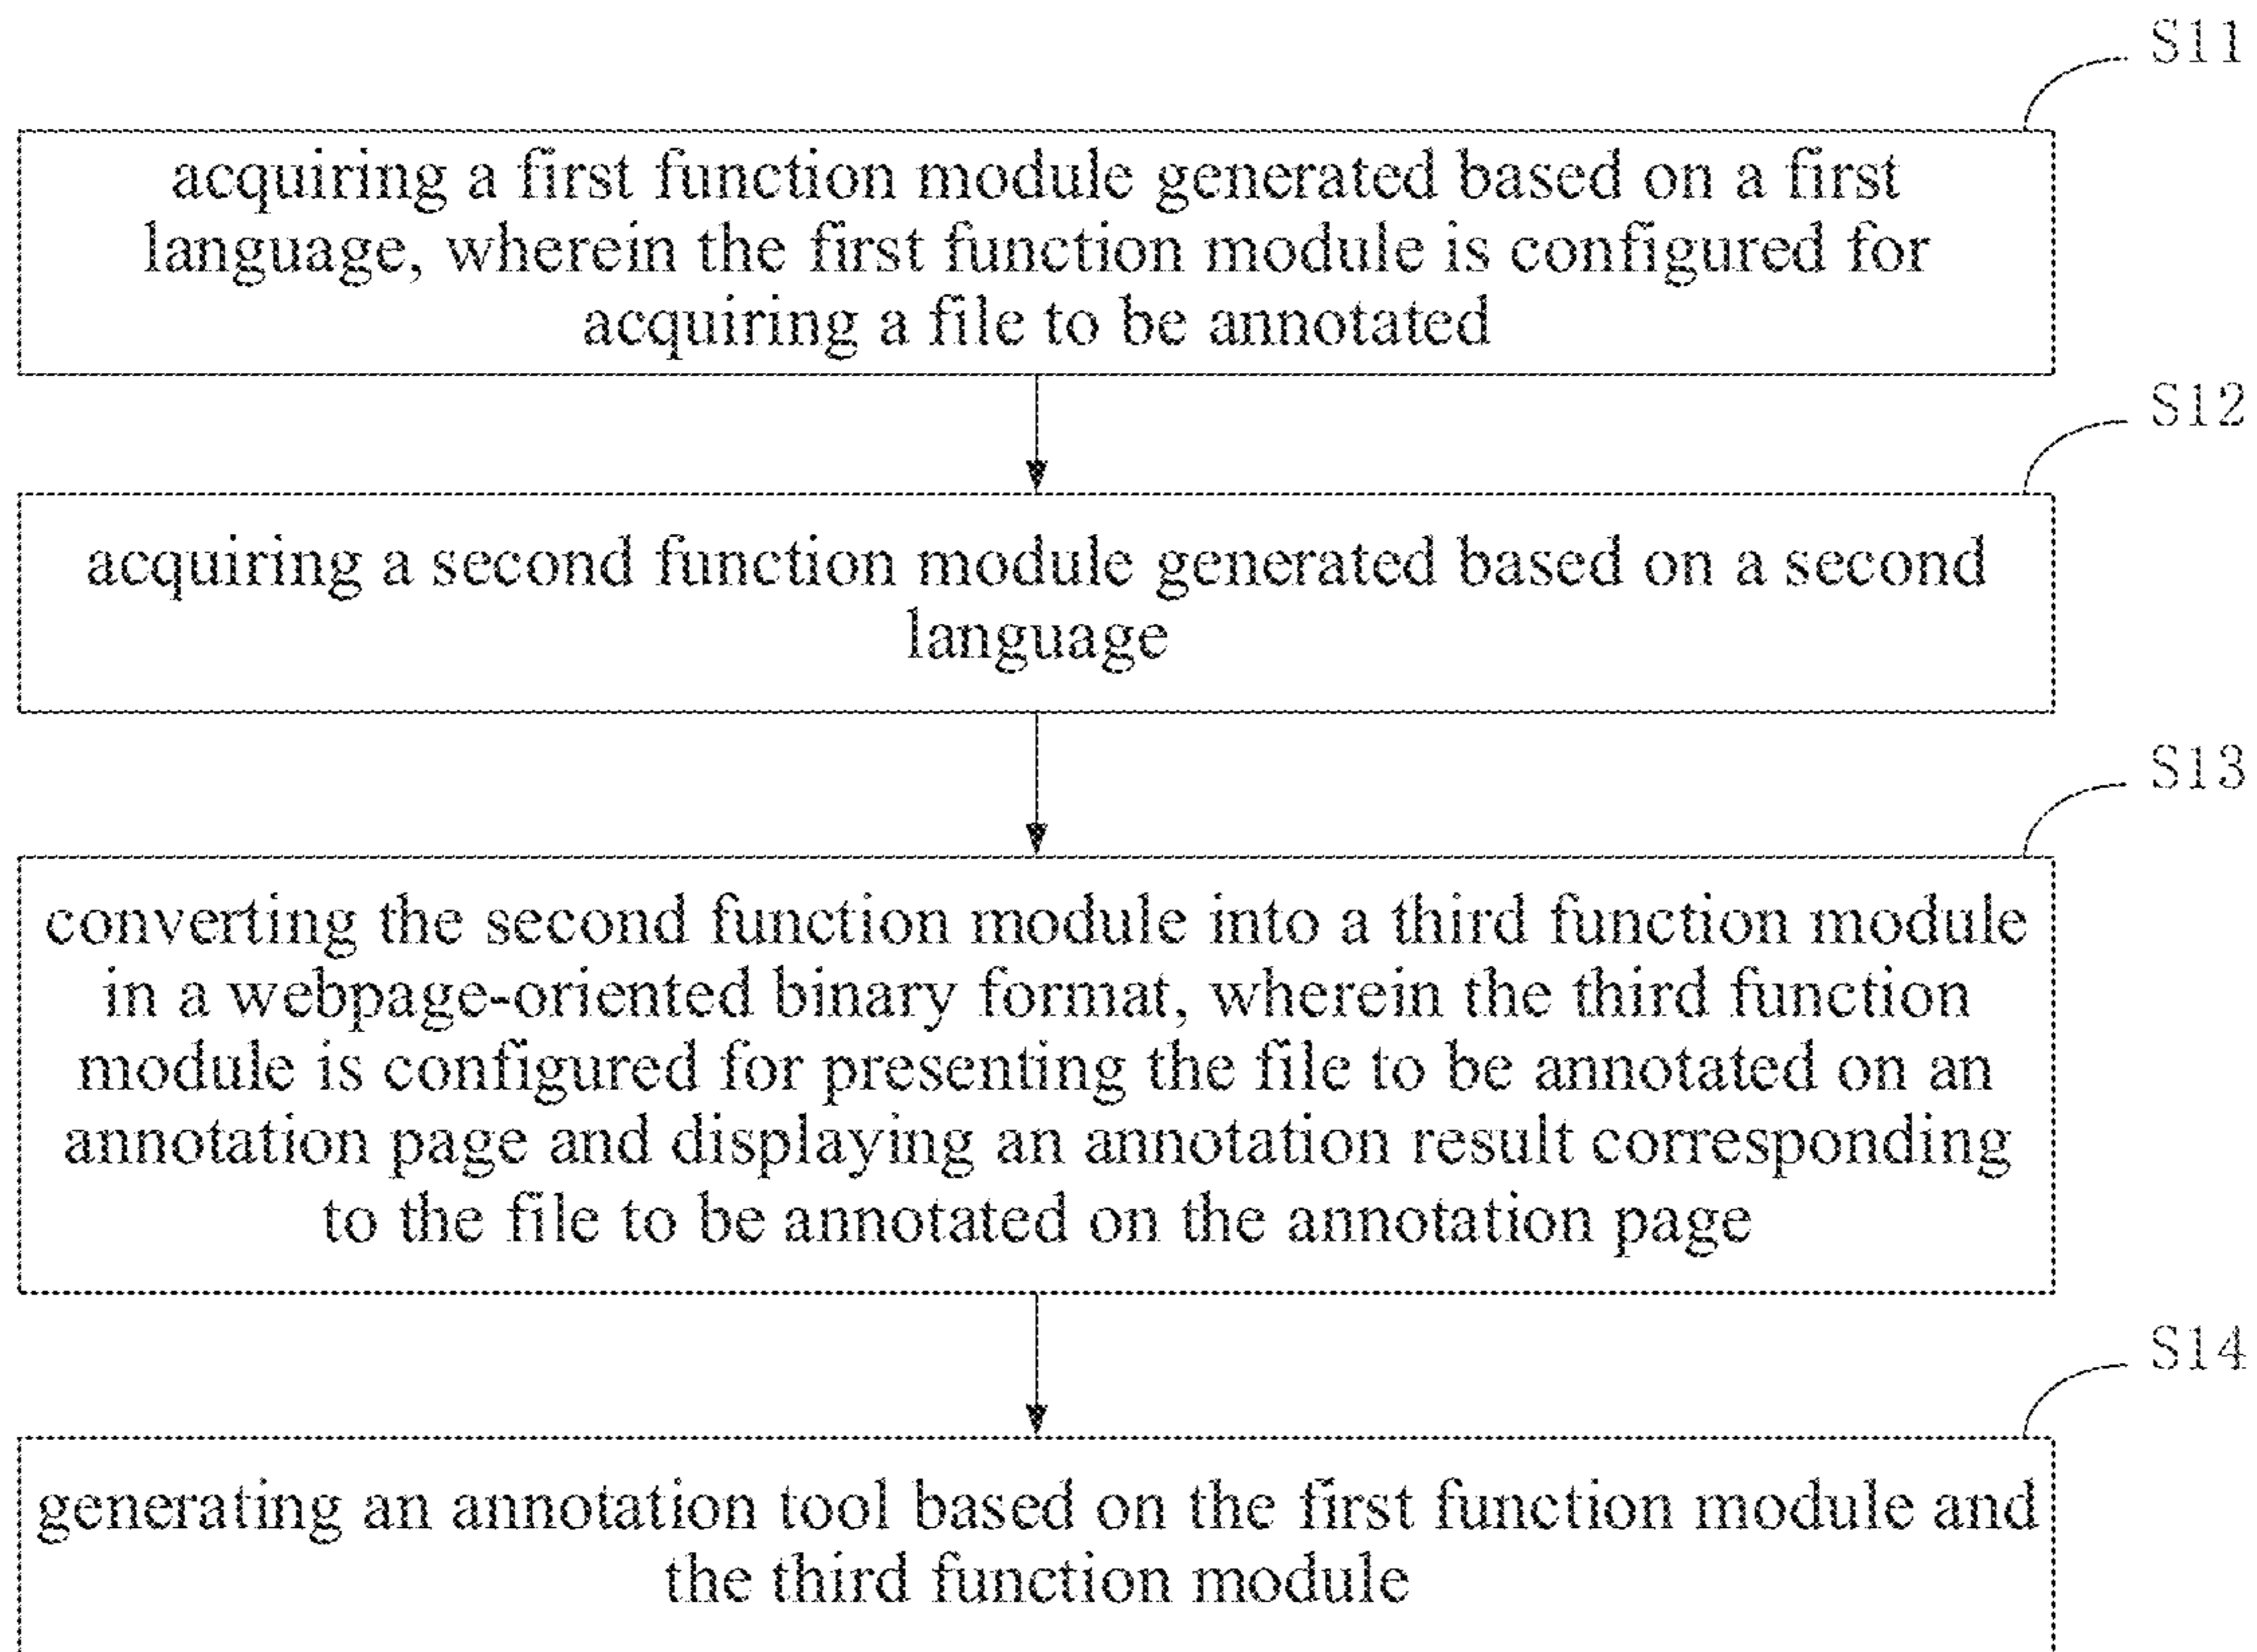 S11
acquiring a first function module generated based on a first
language, wherein the first function module is configured for
acquiring a file to be annotated
S12
acquiring a second function module generated based on a second
language
S13
converting the second function module into a third function module
in a webpage-oriented binary format, wherein the third function
module is configured for presenting the file to be annotated on an
annotation page and displaying an annotation result corresponding
to the file to be annotated on the annotation page
S14
generating an annotation tool based on the first function module and
the third function module